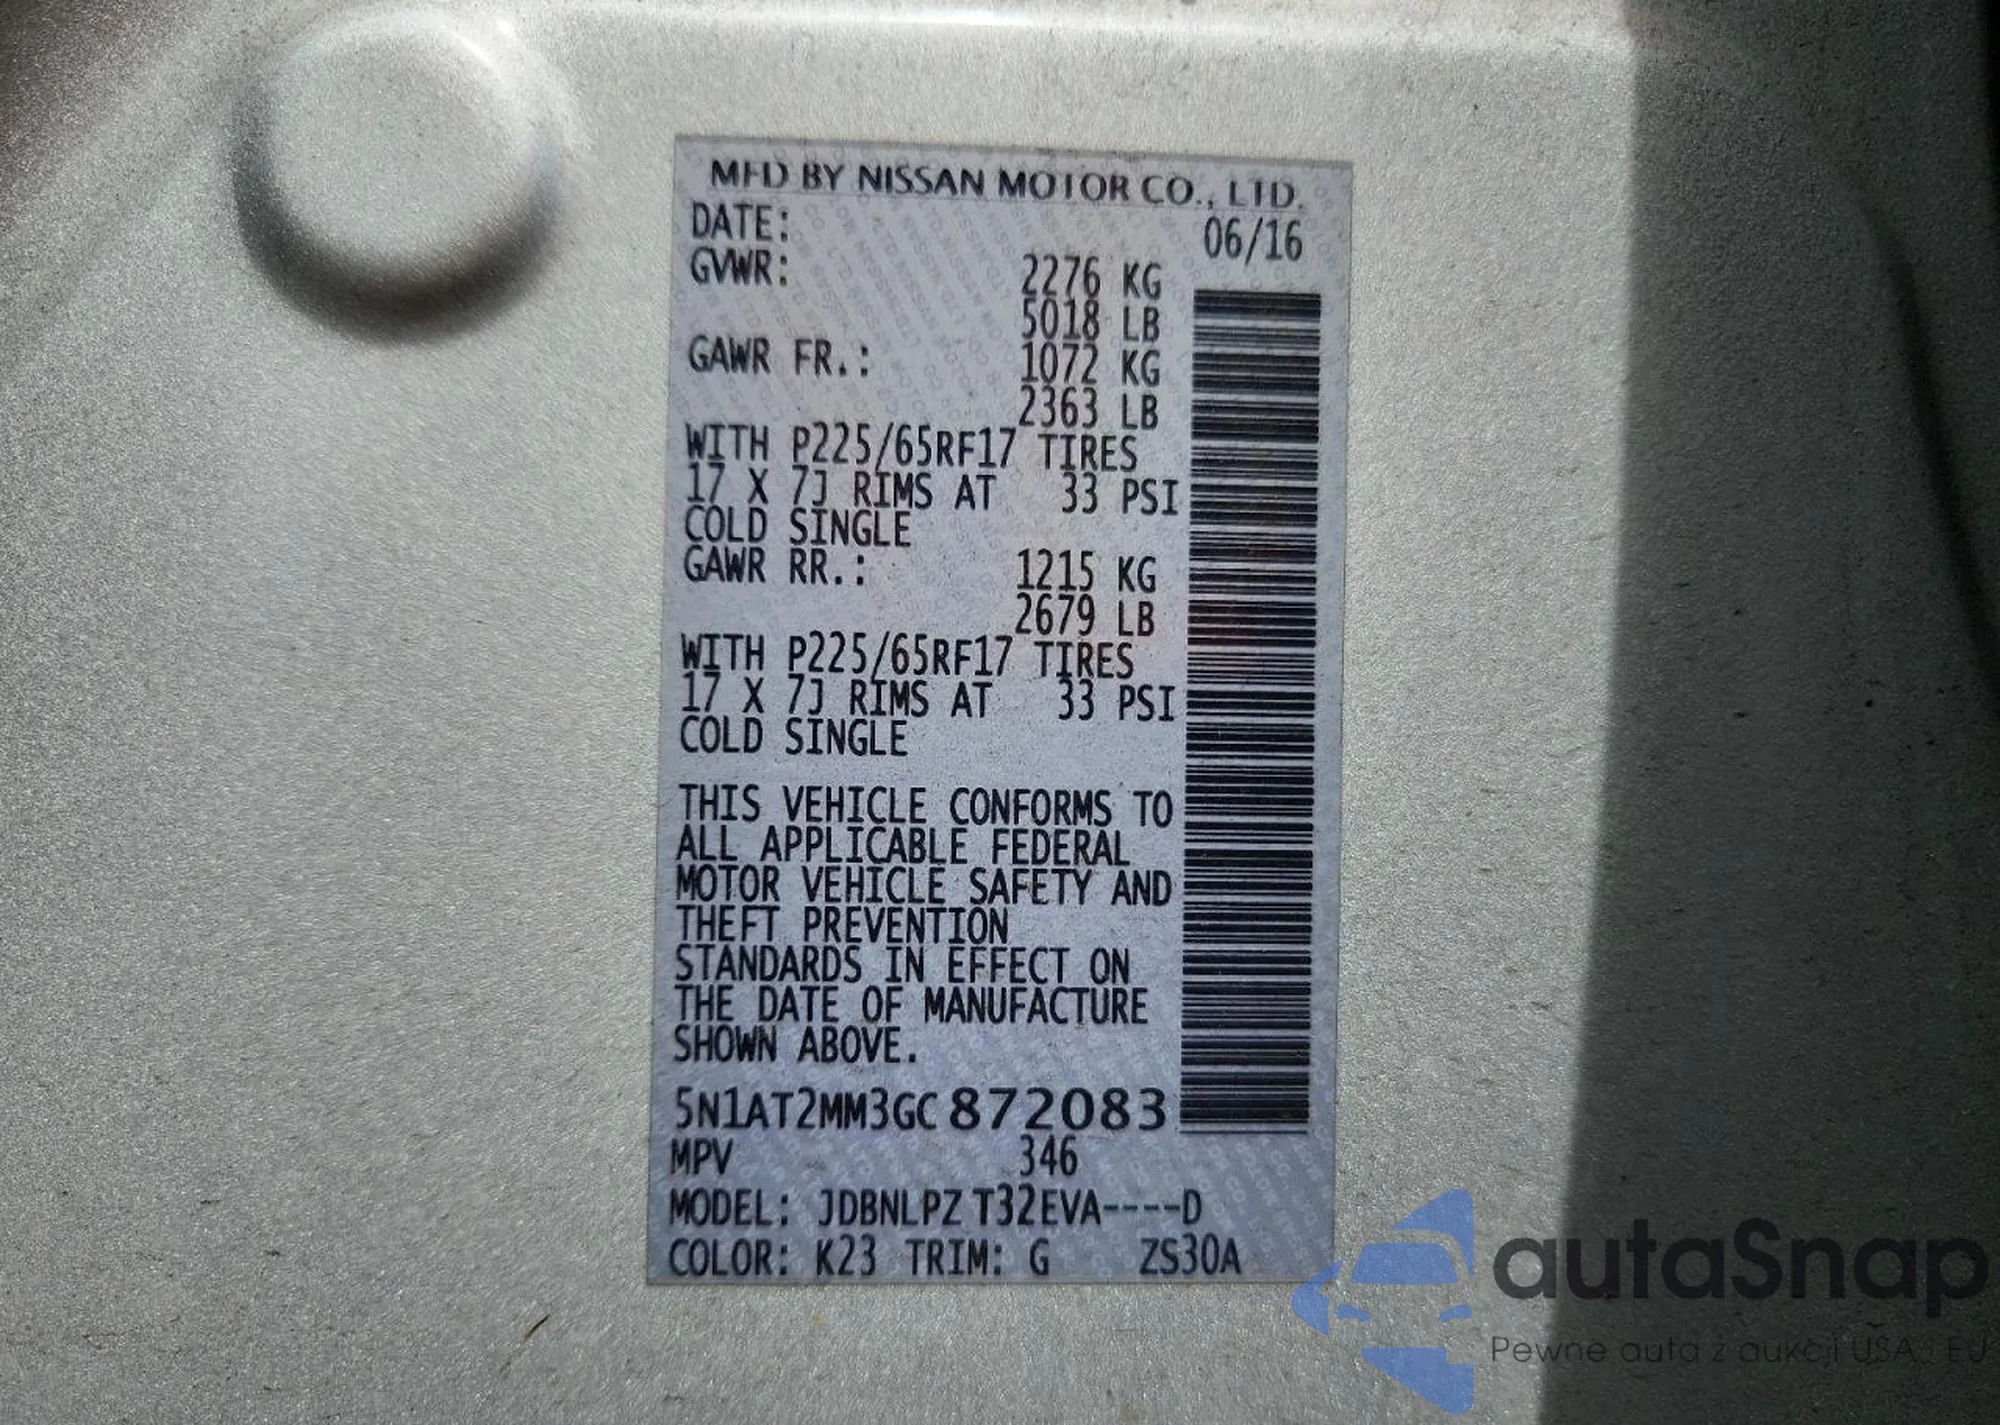 MFD BY NISSAN MOTOR CO., LTD.
DATE: 06/16
GVWR: 2276 KG
5018 LB
GAWR FR.: 1072 KG
2363 LB
WITH P225/65RF17 TIRES
17 X 7J RIMS AT 33 PSI
COLD SINGLE
GAWR RR.: 1215 KG
2679 LB
WITH P225/65RF17 TIRES
17 X 7J RIMS AT 33 PSI
COLD SINGLE
THIS VEHICLE CONFORMS TO
ALL APPLICABLE FEDERAL
MOTOR VEHICLE SAFETY AND
THEFT PREVENTION
STANDARDS IN EFFECT ON
THE DATE OF MANUFACTURE
SHOWN ABOVE.
5N1AT2MM3GC872083
MPV 346
MODEL: JDBNLPZ T32EVA----D
COLOR: K23 TRIM: G ZS30A
autaSnap
Pewne auta z aukcji USA i EU